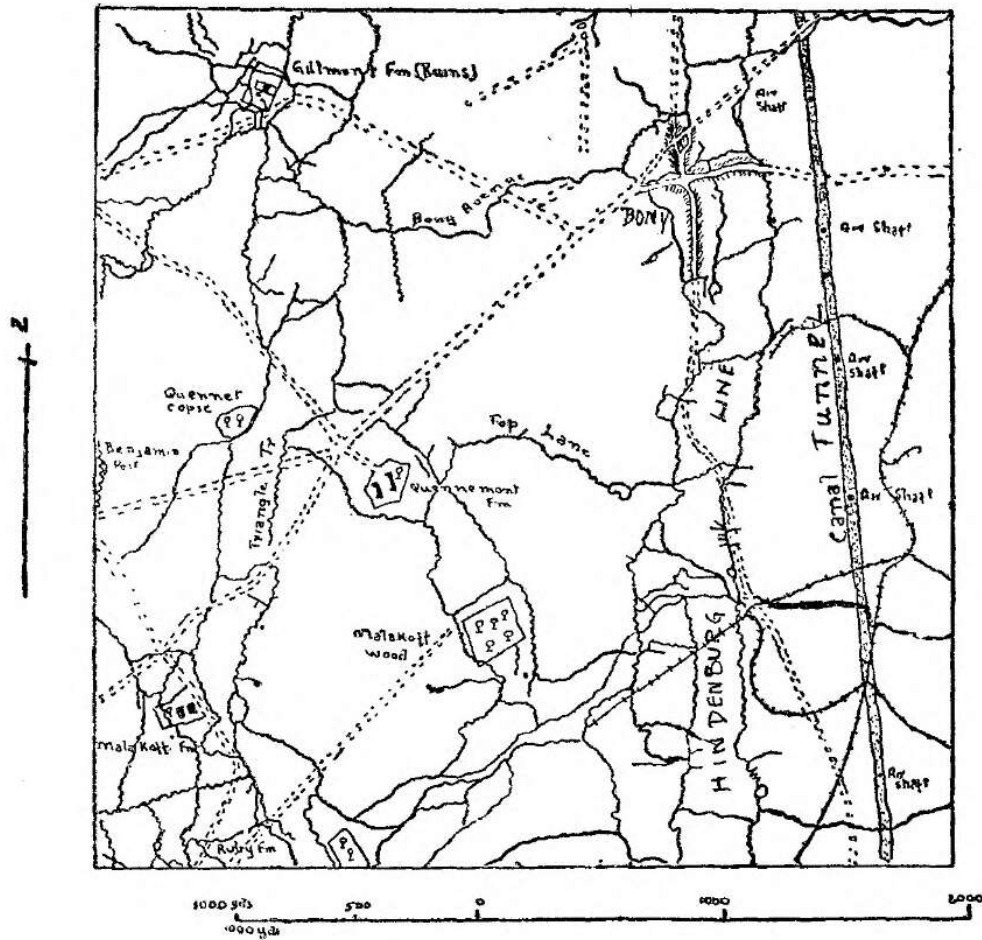 Gillmont Fm (Ruins)
Air
Shaft
Bony Avenue
BONY
Air Shaft
Z
Air
Shaft
Quennet
copse
LINE
Top Lane
Benjamin
Post
Triangle Tr
Quennemont
Fm
Canal Tunnel
Air Shaft
Malakoff
wood
HINDENBURG
Malakoff Fm
Air
Shaft
Ruby Fm
1000 yds 500 0 1000 2000
1000 yds